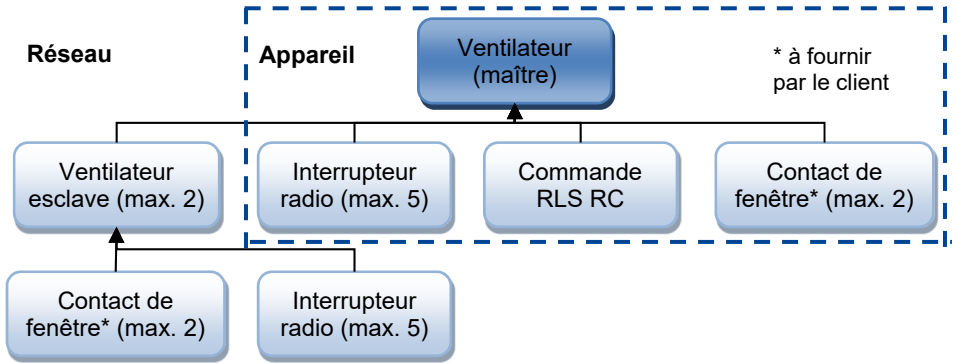 Réseau
Appareil
Ventilateur
(maître)
* à fournir
par le client
Ventilateur
esclave (max. 2)
Interrupteur
radio (max. 5)
Commande
RLS RC
Contact de
fenêtre* (max. 2)
Contact de
fenêtre* (max. 2)
Interrupteur
radio (max. 5)